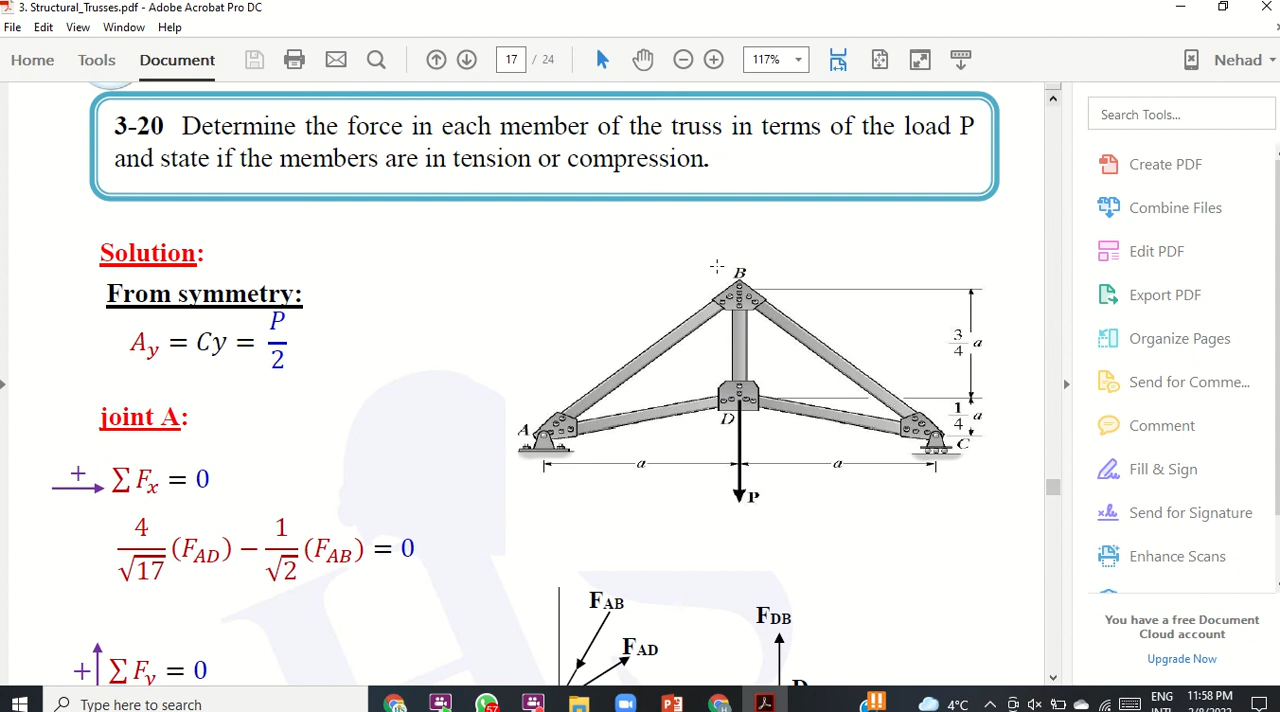 3. Structural_Trusses.pdf - Adobe Acrobat Pro DC
File Edit View Window Help
Home Tools Document 17 / 24 117% Nehad
3-20 Determine the force in each member of the truss in terms of the load P
and state if the members are in tension or compression.
Solution:
From symmetry:
A_y = Cy = P/2
joint A:
+ ∑ F_x = 0
4/√17 (F_AD) − 1/√2 (F_AB) = 0
+ ∑ F_y = 0
B
3/4 a
1/4 a
A
D
C
a
a
P
F_AB
F_AD
F_DB
Search Tools...
Create PDF
Combine Files
Edit PDF
Export PDF
Organize Pages
Send for Comme...
Comment
Fill & Sign
Send for Signature
Enhance Scans
You have a free Document
Cloud account
Upgrade Now
Type here to search
57
4°C
ENG
INTL
11:58 PM